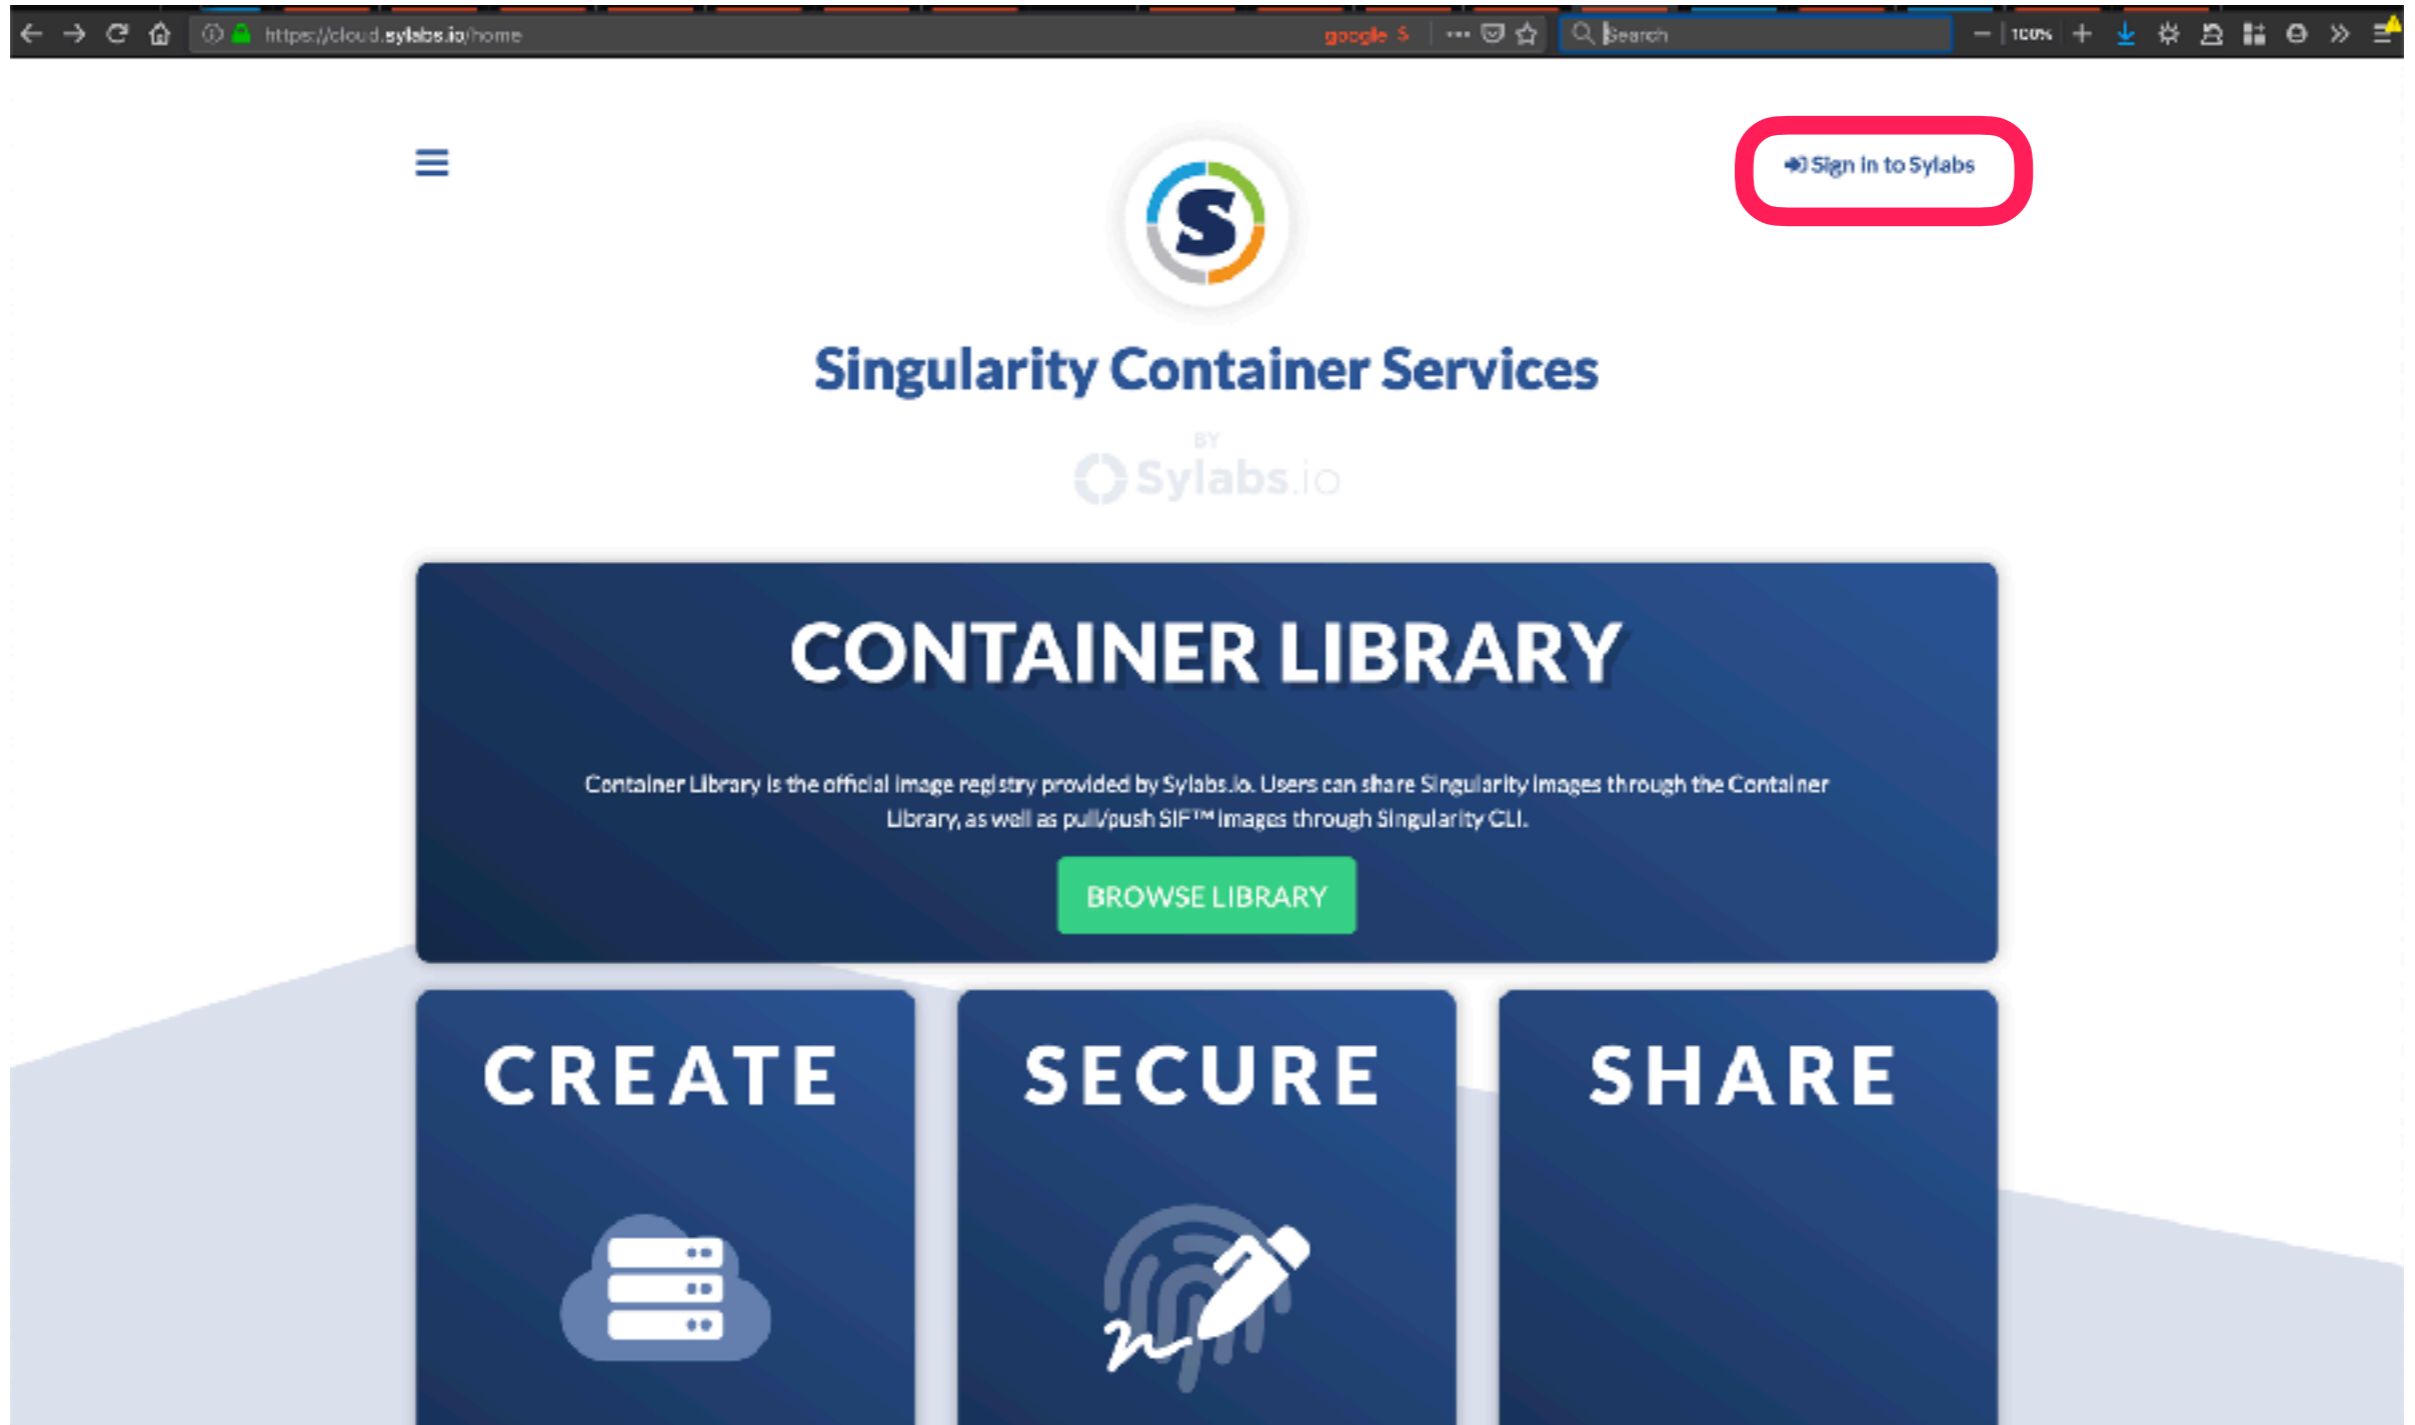 https://cloud.sylabs.io/home
google S
Search
100%
Sign in to Sylabs
S
Singularity Container Services
BY
Sylabs.io
CONTAINER LIBRARY
Container Library is the official image registry provided by Sylabs.io. Users can share Singularity images through the Container
Library, as well as pull/push SIF™ images through Singularity CLI.
BROWSE LIBRARY
CREATE
SECURE
SHARE